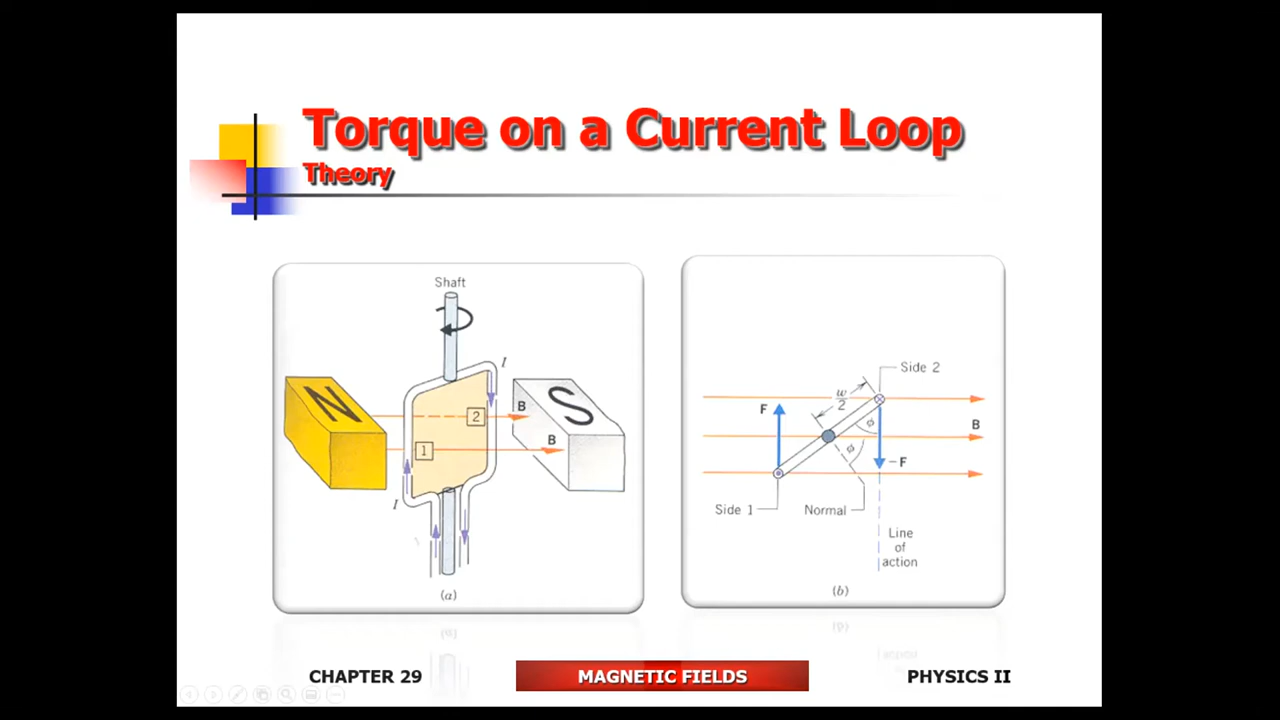 Torque on a Current Loop
Theory
Shaft
I
N
S
B
2
B
1
I
(a)
Side 2
w
2
F
ø
B
ø
–F
Side 1
Normal
Line
of
action
(b)
CHAPTER 29
MAGNETIC FIELDS
PHYSICS II